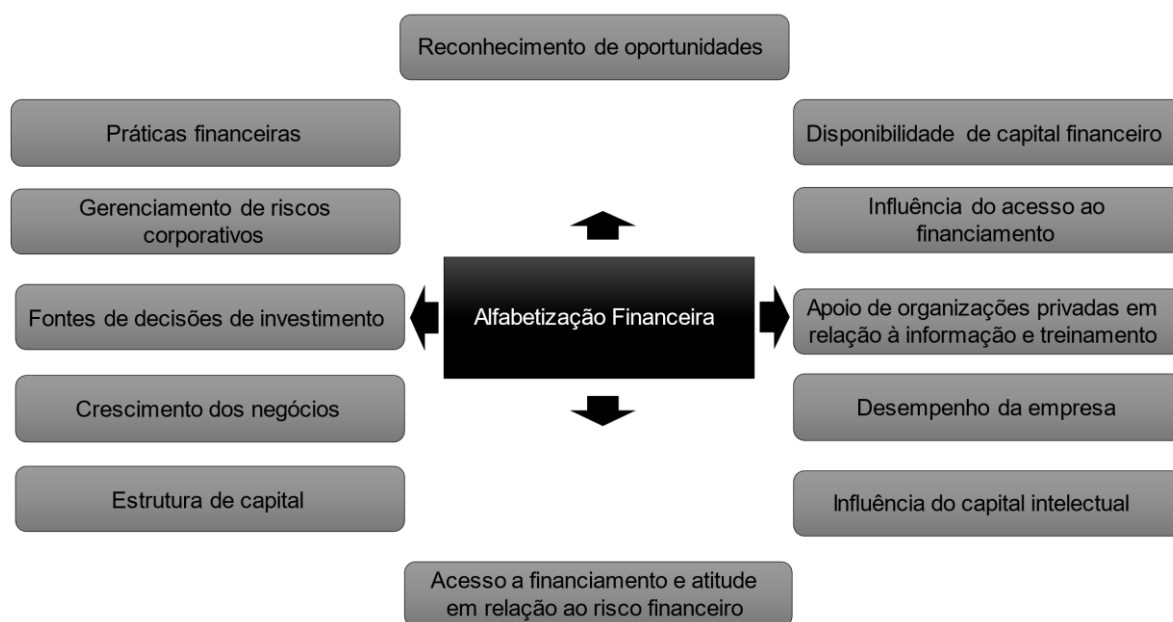 Reconhecimento de oportunidades
Práticas financeiras
Disponibilidade de capital financeiro
Gerenciamento de riscos
corporativos
Influência do acesso ao
financiamento
Fontes de decisões de investimento
Alfabetização Financeira
Apoio de organizações privadas em
relação à informação e treinamento
Crescimento dos negócios
Desempenho da empresa
Estrutura de capital
Influência do capital intelectual
Acesso a financiamento e atitude
em relação ao risco financeiro